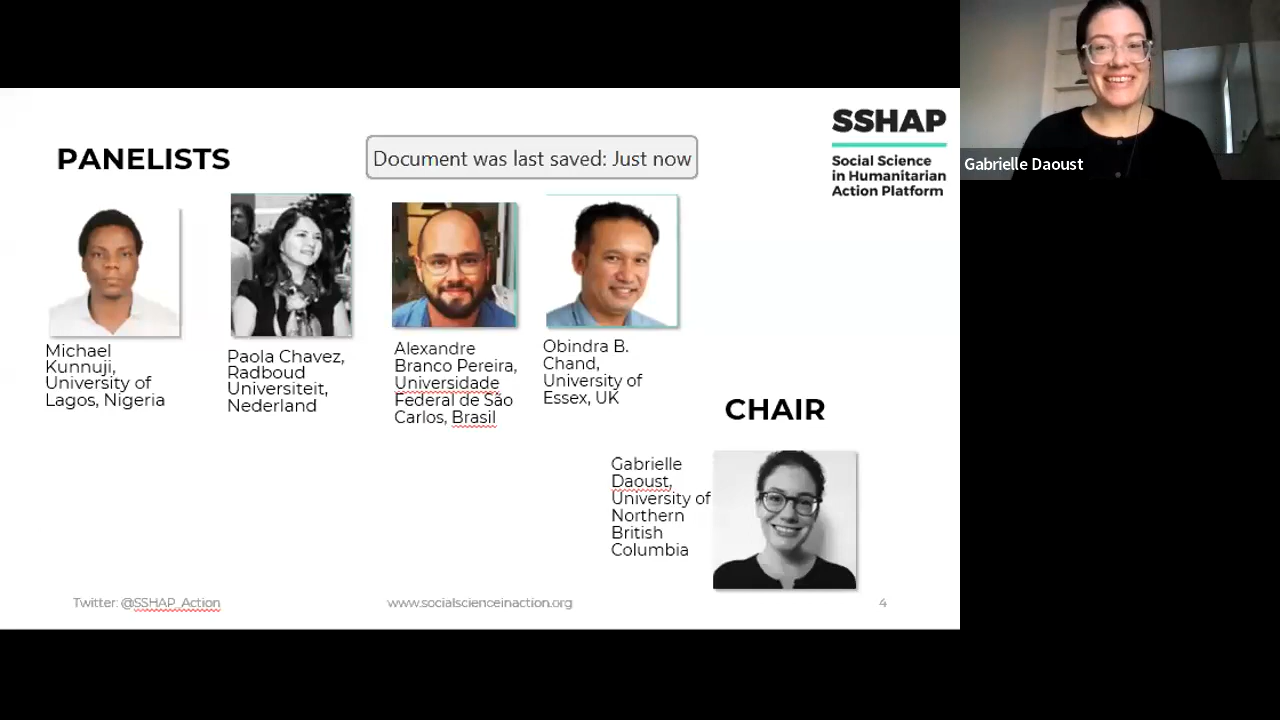 PANELISTS
Document was last saved: Just now
SSHAP
Social Science
in Humanitarian
Action Platform
Gabrielle Daoust
Michael
Kunnuji,
University of
Lagos, Nigeria
Paola Chavez,
Radboud
Universiteit,
Nederland
Alexandre
Branco Pereira,
Universidade
Federal de São
Carlos, Brasil
Obindra B.
Chand,
University of
Essex, UK
CHAIR
Gabrielle
Daoust,
University of
Northern
British
Columbia
Twitter: @SSHAP_Action
www.socialscienceinaction.org
4